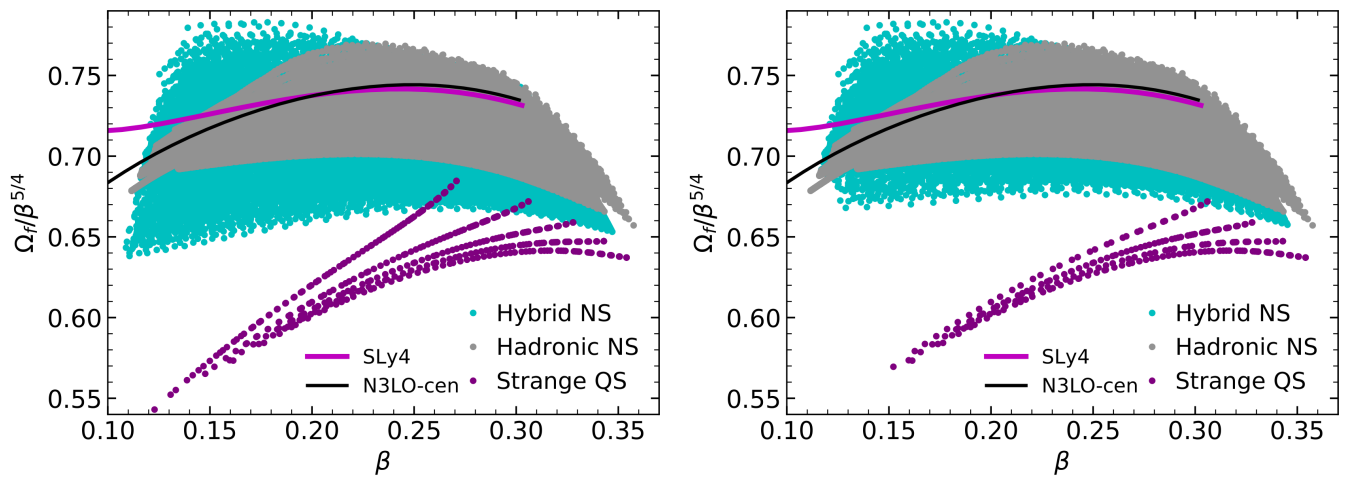 Ω_f/β^{5/4}
0.75
0.70
0.65
0.60
0.55
0.10 0.15 0.20 0.25 0.30 0.35
β
SLy4
N3LO-cen
Hybrid NS
Hadronic NS
Strange QS
Ω_f/β^{5/4}
0.75
0.70
0.65
0.60
0.55
0.10 0.15 0.20 0.25 0.30 0.35
β
SLy4
N3LO-cen
Hybrid NS
Hadronic NS
Strange QS